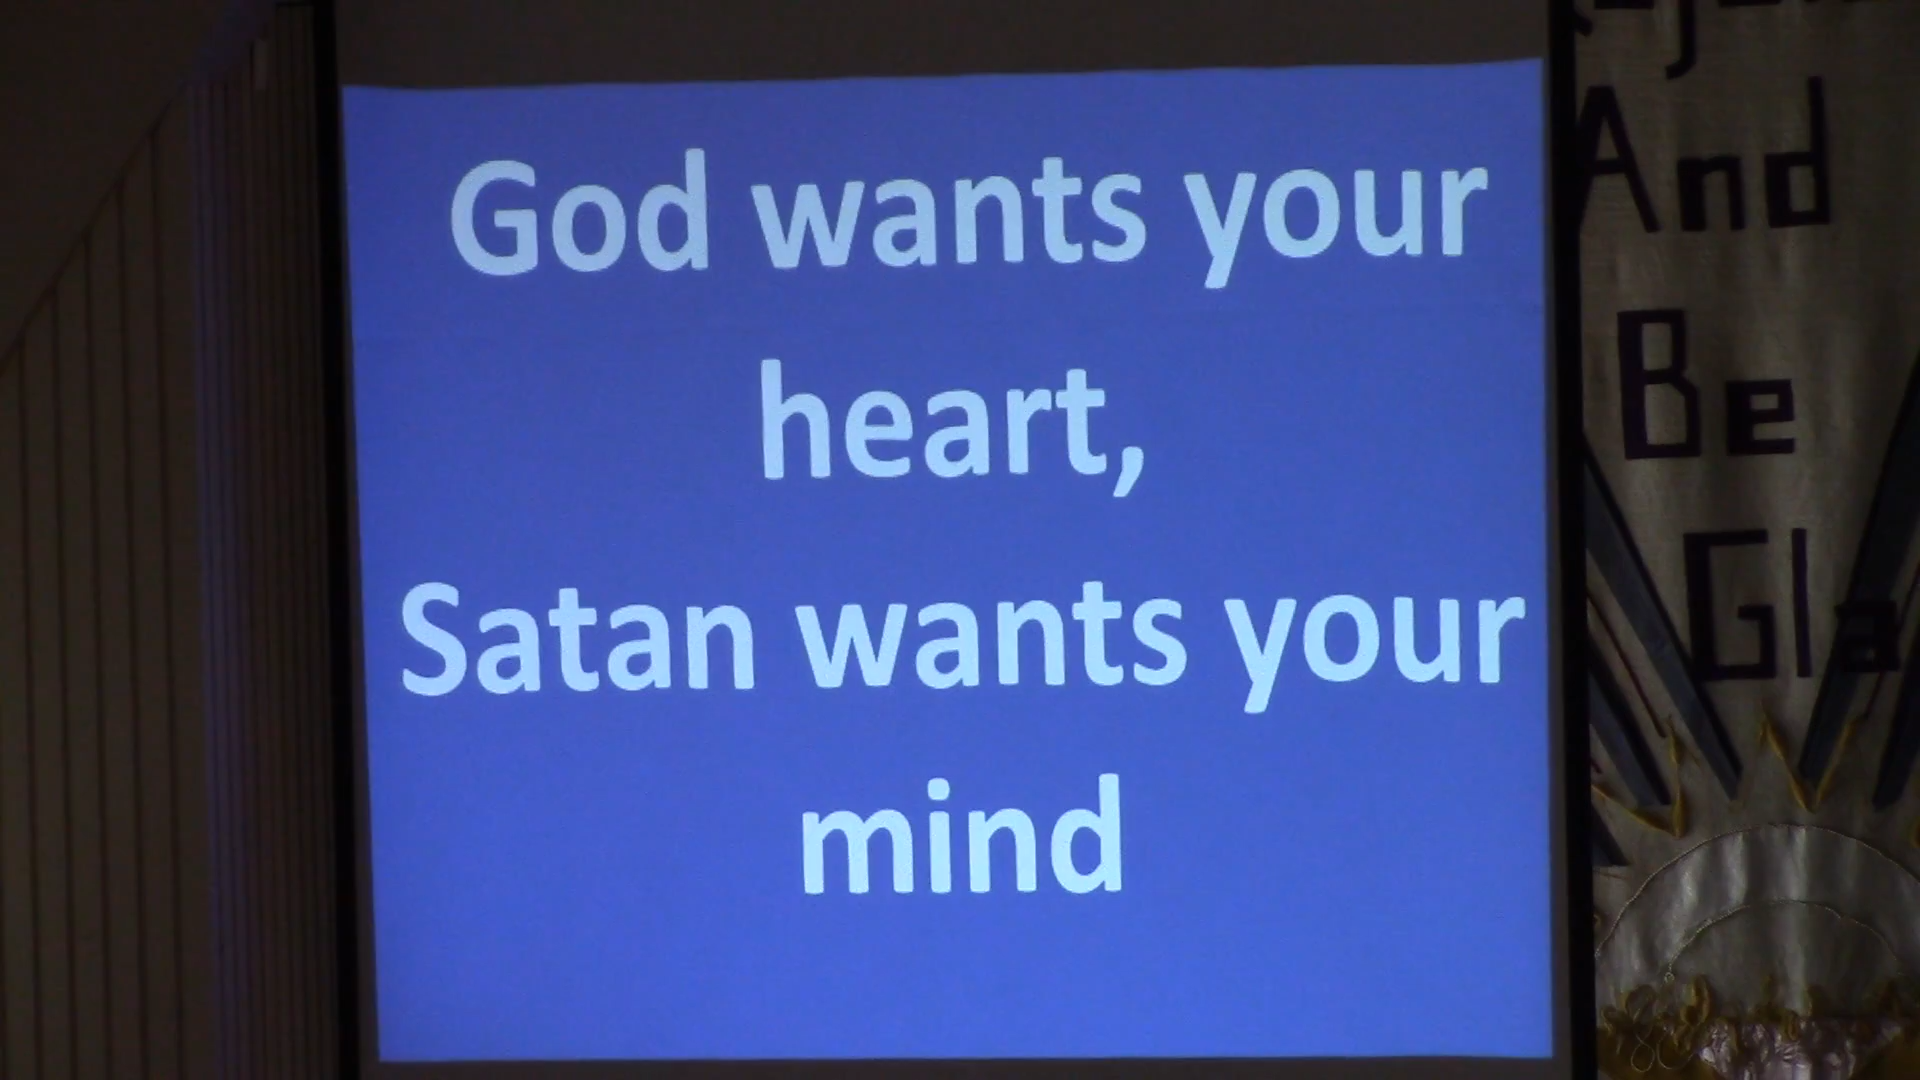 God wants your
heart,
Satan wants your
mind
And
Be